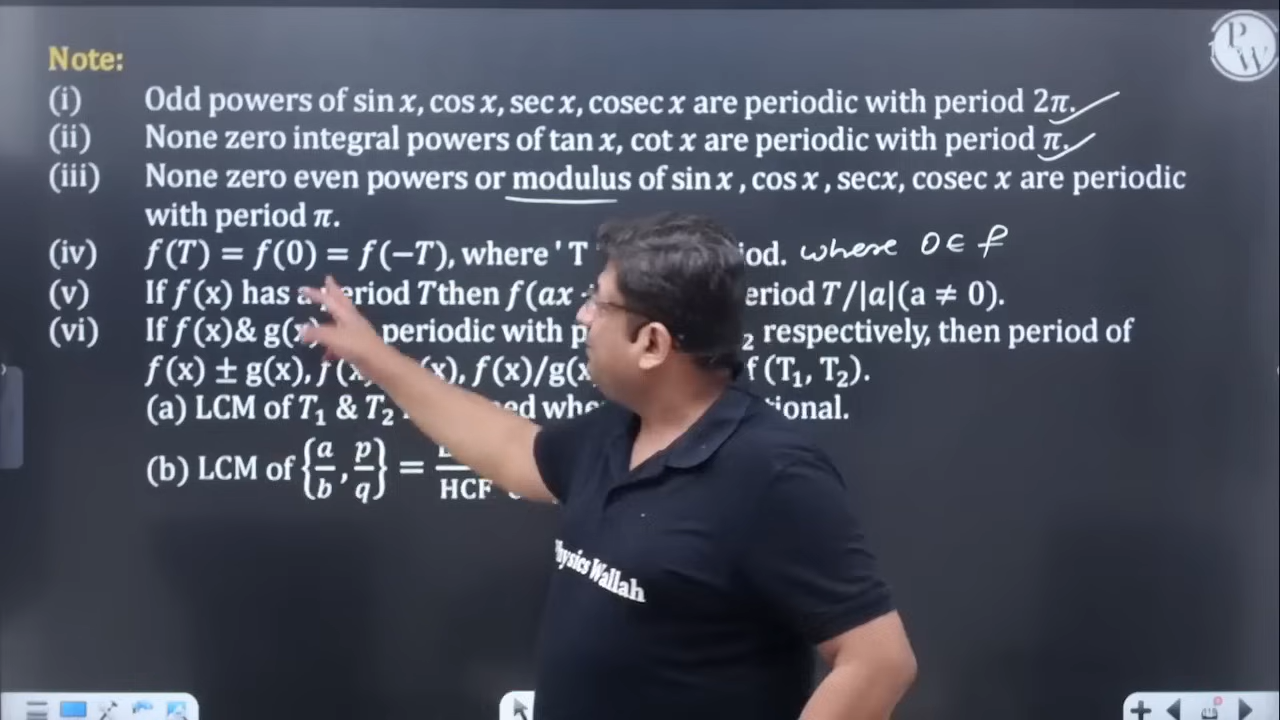 PW
Note:
(i) Odd powers of sin x, cos x, sec x, cosec x are periodic with period 2π.
(ii) None zero integral powers of tan x, cot x are periodic with period π.
(iii) None zero even powers or modulus of sin x , cos x , secx, cosec x are periodic
with period π.
(iv) f(T) = f(0) = f(−T), where ' T iod. where 0 ∈ f
(v) If f(x) has a period Tthen f(ax eriod T/|a|(a ≠ 0).
(vi) If f(x)& g(x) periodic with p 2 respectively, then period of
f(x) ± g(x), f(x) (x), f(x)/g(x f (T₁, T₂).
(a) LCM of T₁ & T₂ ed whe ional.
(b) LCM of {a/b, p/q} = HCF
Physics Wallah